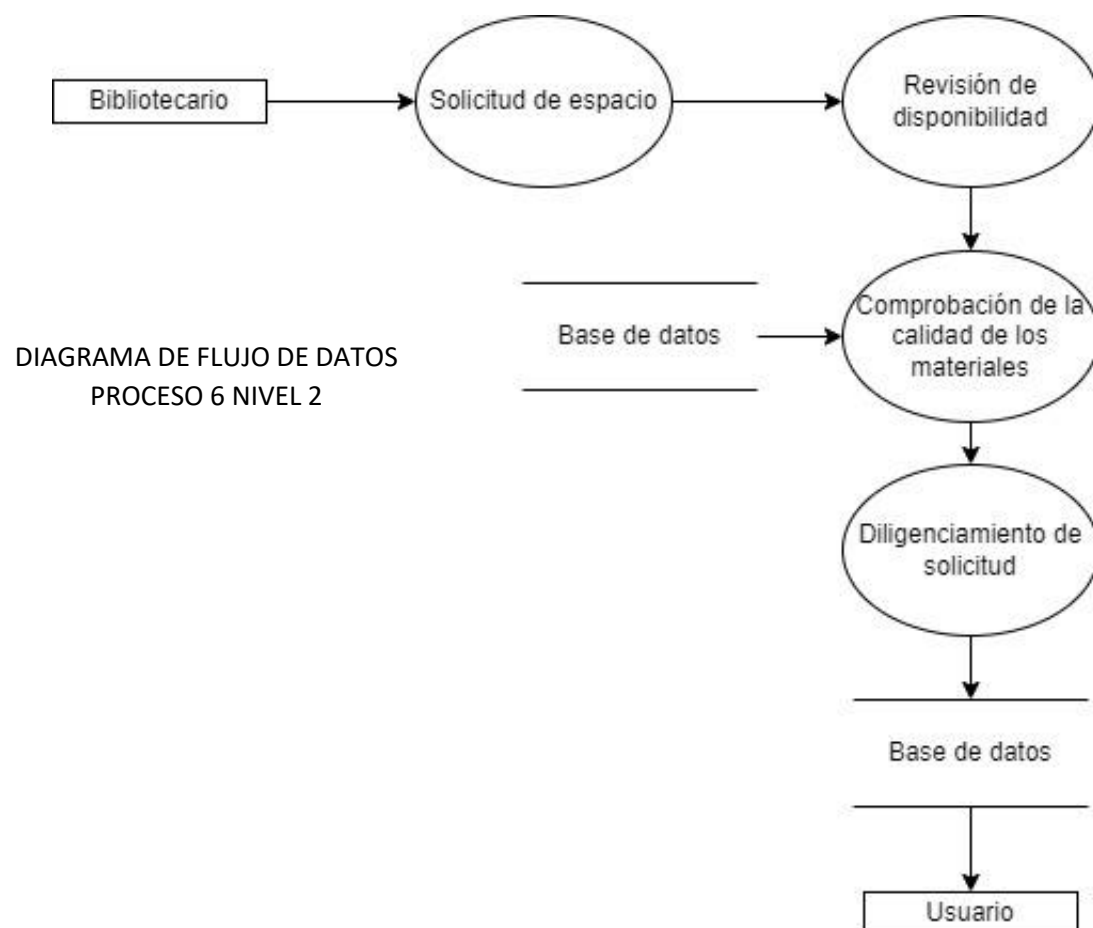 Bibliotecario
Solicitud de espacio
Revisión de
disponibilidad
Base de datos
Comprobación de la
calidad de los
materiales
DIAGRAMA DE FLUJO DE DATOS
PROCESO 6 NIVEL 2
Diligenciamiento de
solicitud
Base de datos
Usuario